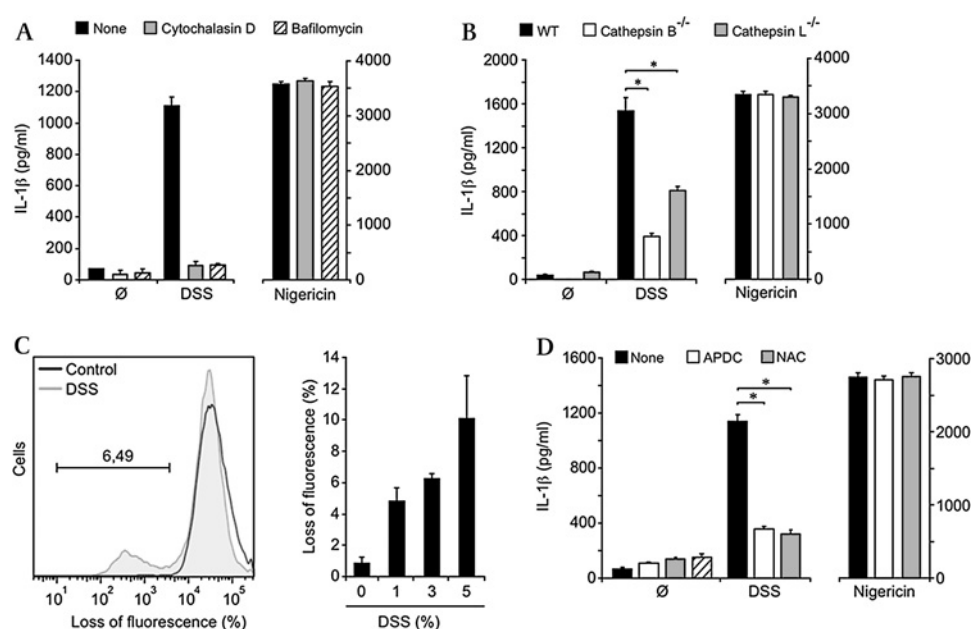 A
None Cytochalasin D Bafilomycin
1400
1200
1000
800
600
400
200
0
IL-1β (pg/ml)
4000
3000
2000
1000
0
Ø DSS Nigericin
B
WT Cathepsin B-/- Cathepsin L-/-
2000
1600
1200
800
400
0
IL-1β (pg/ml)
* *
4000
3000
2000
1000
0
Ø DSS Nigericin
C
Control
DSS
Cells
6,49
10¹ 10² 10³ 10⁴ 10⁵
Loss of fluorescence (%)
Loss of fluorescence (%)
14
12
10
8
6
4
2
0
0 1 3 5
DSS (%)
D
None APDC NAC
1600
1200
800
400
0
IL-1β (pg/ml)
* *
3000
2000
1000
0
Ø DSS Nigericin